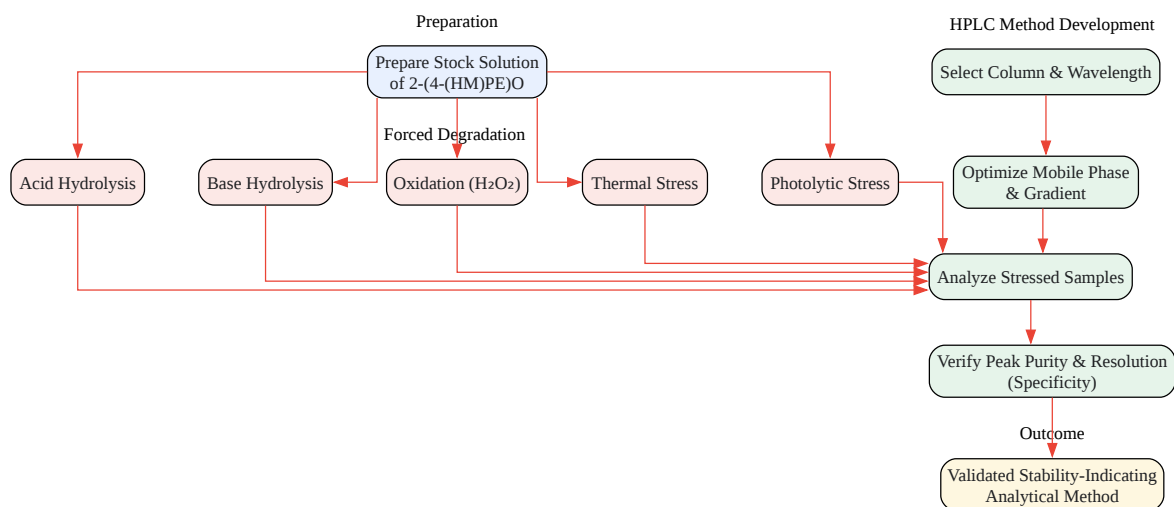 Preparation
HPLC Method Development
Prepare Stock Solution
of 2-(4-(HM)PE)O
Select Column & Wavelength
Forced Degradation
Acid Hydrolysis
Base Hydrolysis
Oxidation (H₂O₂)
Thermal Stress
Photolytic Stress
Optimize Mobile Phase
& Gradient
Analyze Stressed Samples
Verify Peak Purity & Resolution
(Specificity)
Outcome
Validated Stability-Indicating
Analytical Method